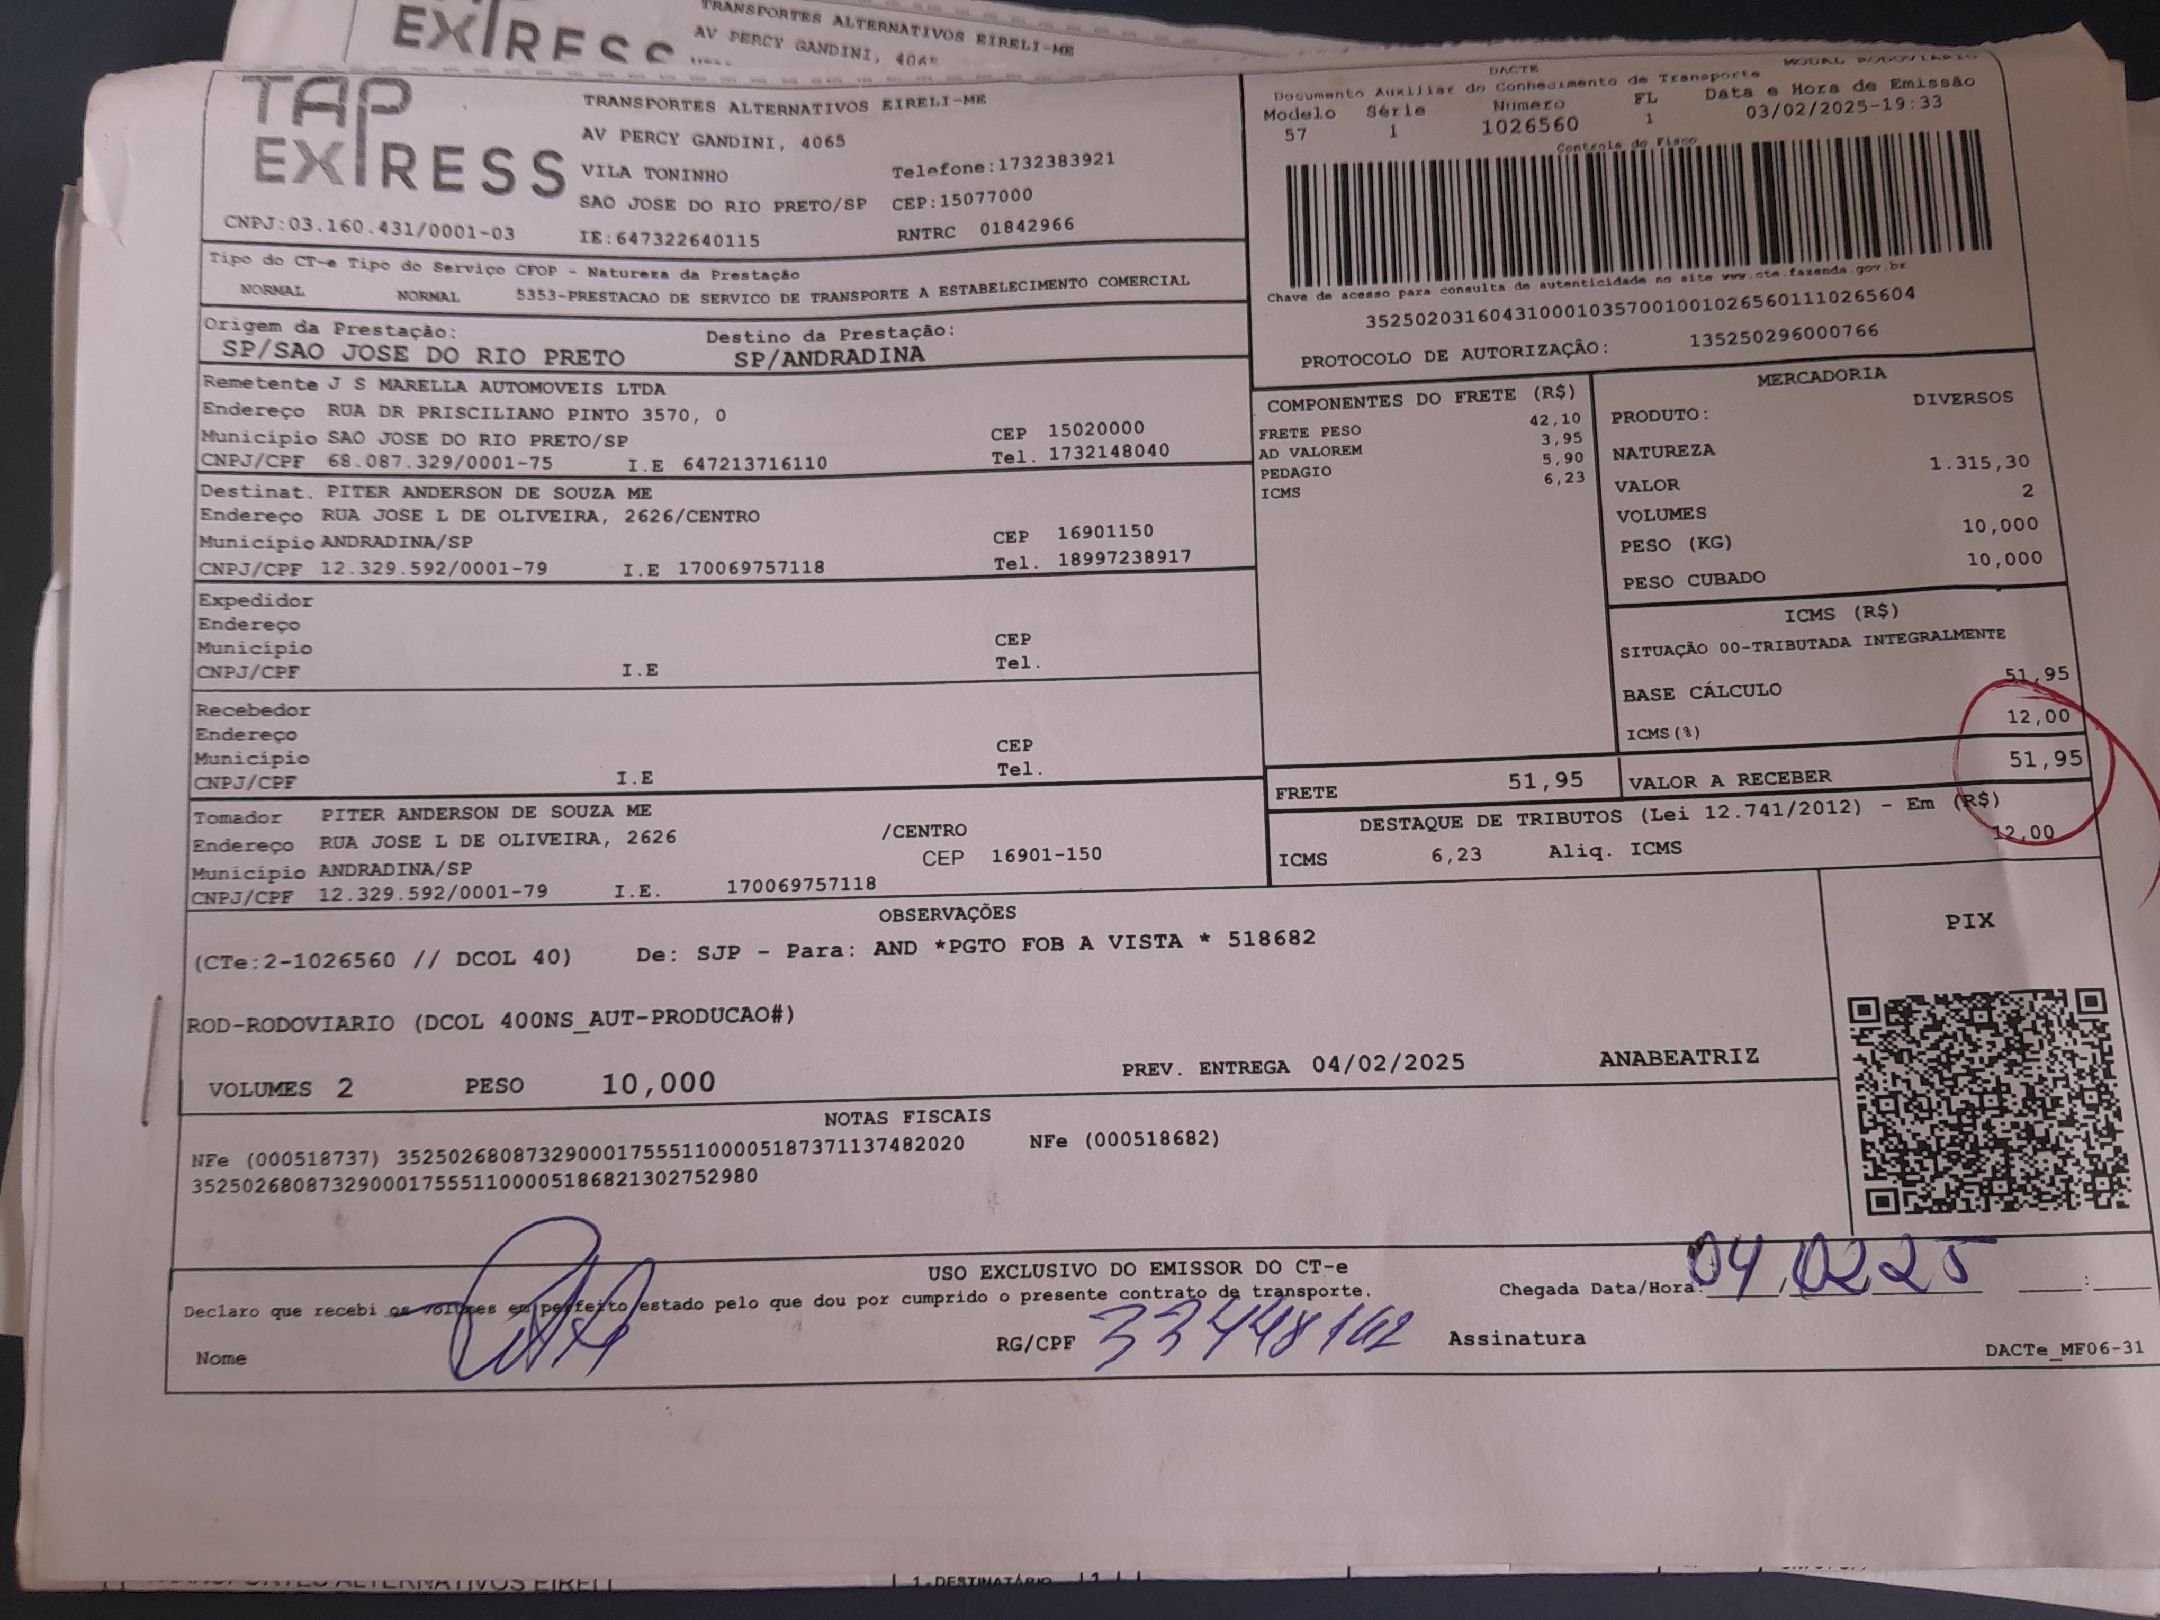 EXPRESS
TRANSPORTES ALTERNATIVOS EIRELI-ME
AV PERCY GANDINI, 4065
TAP
EXPRESS
TRANSPORTES ALTERNATIVOS EIRELI-ME
AV PERCY GANDINI, 4065
VILA TONINHO Telefone:1732383921
SAO JOSE DO RIO PRETO/SP CEP:15077000
CNPJ:03.160.431/0001-03 IE:647322640115 RNTRC 01842966
DACTE MODAL RODOVIARIO
Documento Auxiliar do Conhecimento de Transporte
Modelo Série Número FL Data e Hora de Emissão
57 1 1026560 1 03/02/2025-19:33
Controle do Fisco
Chave de acesso para consulta de autenticidade no site www.cte.fazenda.gov.br
35250203160431000103570010010265601110265604
PROTOCOLO DE AUTORIZAÇÂO: 135250296000766
Tipo do CT-e Tipo do Serviço CFOP - Natureza da Prestação
NORMAL NORMAL 5353-PRESTACAO DE SERVICO DE TRANSPORTE A ESTABELECIMENTO COMERCIAL
Origem da Prestação: Destino da Prestação:
SP/SAO JOSE DO RIO PRETO SP/ANDRADINA
Remetente J S MARELLA AUTOMOVEIS LTDA
Endereço RUA DR PRISCILIANO PINTO 3570, 0
Município SAO JOSE DO RIO PRETO/SP CEP 15020000
CNPJ/CPF 68.087.329/0001-75 I.E 647213716110 Tel. 1732148040
Destinat. PITER ANDERSON DE SOUZA ME
Endereço RUA JOSE L DE OLIVEIRA, 2626/CENTRO
Município ANDRADINA/SP CEP 16901150
CNPJ/CPF 12.329.592/0001-79 I.E 170069757118 Tel. 18997238917
Expedidor
Endereço
Município CEP
CNPJ/CPF I.E Tel.
Recebedor
Endereço
Município CEP
CNPJ/CPF I.E Tel.
Tomador PITER ANDERSON DE SOUZA ME
Endereço RUA JOSE L DE OLIVEIRA, 2626 /CENTRO
Município ANDRADINA/SP CEP 16901-150
CNPJ/CPF 12.329.592/0001-79 I.E. 170069757118
COMPONENTES DO FRETE (R$)
FRETE PESO 42,10
AD VALOREM 3,95
PEDAGIO 5,90
ICMS 6,23
MERCADORIA
PRODUTO: DIVERSOS
NATUREZA
VALOR 1.315,30
VOLUMES 2
PESO (KG) 10,000
PESO CUBADO 10,000
ICMS (R$)
SITUAÇÃO 00-TRIBUTADA INTEGRALMENTE
BASE CÁLCULO 51,95
ICMS(%) 12,00
FRETE 51,95 VALOR A RECEBER 51,95
DESTAQUE DE TRIBUTOS (Lei 12.741/2012) - Em (R$)
ICMS 6,23 Aliq. ICMS 12,00
OBSERVAÇÕES
(CTe:2-1026560 // DCOL 40) De: SJP - Para: AND *PGTO FOB A VISTA * 518682
ROD-RODOVIARIO (DCOL 400NS_AUT-PRODUCAO#)
VOLUMES 2 PESO 10,000 PREV. ENTREGA 04/02/2025 ANABEATRIZ
PIX
NOTAS FISCAIS
NFe (000518737) 35250268087329000175551100005187371137482020 NFe (000518682)
35250268087329000175551100005186821302752980
USO EXCLUSIVO DO EMISSOR DO CT-e
Declaro que recebi os volumes em perfeito estado pelo que dou por cumprido o presente contrato de transporte.
Chegada Data/Hora: 04/02 25 :
Nome RG/CPF 33448162 Assinatura
DACTe_MF06-31
TRANSPORTES ALTERNATIVOS EIRELI
1-DESTINATÁRIO